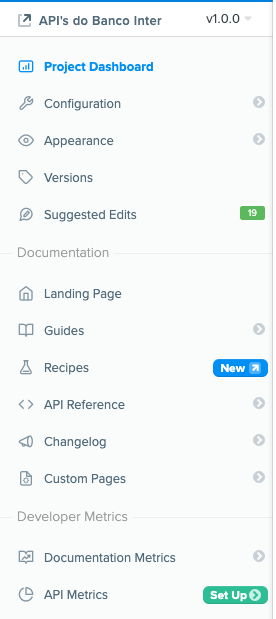 API's do Banco Inter v1.0.0
Project Dashboard
Configuration
Appearance
Versions
Suggested Edits 19
Documentation
Landing Page
Guides
Recipes New
API Reference
Changelog
Custom Pages
Developer Metrics
Documentation Metrics
API Metrics Set Up